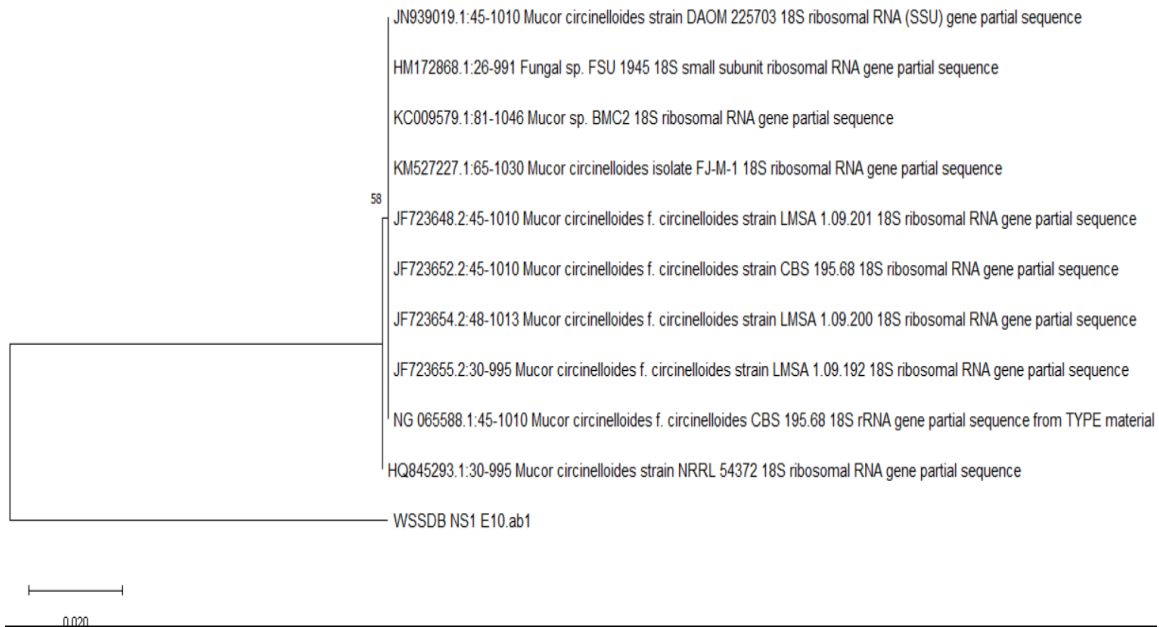 JN939019.1:45-1010 Mucor circinelloides strain DAOM 225703 18S ribosomal RNA (SSU) gene partial sequence
HM172868.1:26-991 Fungal sp. FSU 1945 18S small subunit ribosomal RNA gene partial sequence
KC009579.1:81-1046 Mucor sp. BMC2 18S ribosomal RNA gene partial sequence
KM527227.1:65-1030 Mucor circinelloides isolate FJ-M-1 18S ribosomal RNA gene partial sequence
58
JF723648.2:45-1010 Mucor circinelloides f. circinelloides strain LMSA 1.09.201 18S ribosomal RNA gene partial sequence
JF723652.2:45-1010 Mucor circinelloides f. circinelloides strain CBS 195.68 18S ribosomal RNA gene partial sequence
JF723654.2:48-1013 Mucor circinelloides f. circinelloides strain LMSA 1.09.200 18S ribosomal RNA gene partial sequence
JF723655.2:30-995 Mucor circinelloides f. circinelloides strain LMSA 1.09.192 18S ribosomal RNA gene partial sequence
NG 065588.1:45-1010 Mucor circinelloides f. circinelloides CBS 195.68 18S rRNA gene partial sequence from TYPE material
HQ845293.1:30-995 Mucor circinelloides strain NRRL 54372 18S ribosomal RNA gene partial sequence
WSSDB NS1 E10.ab1
0.020